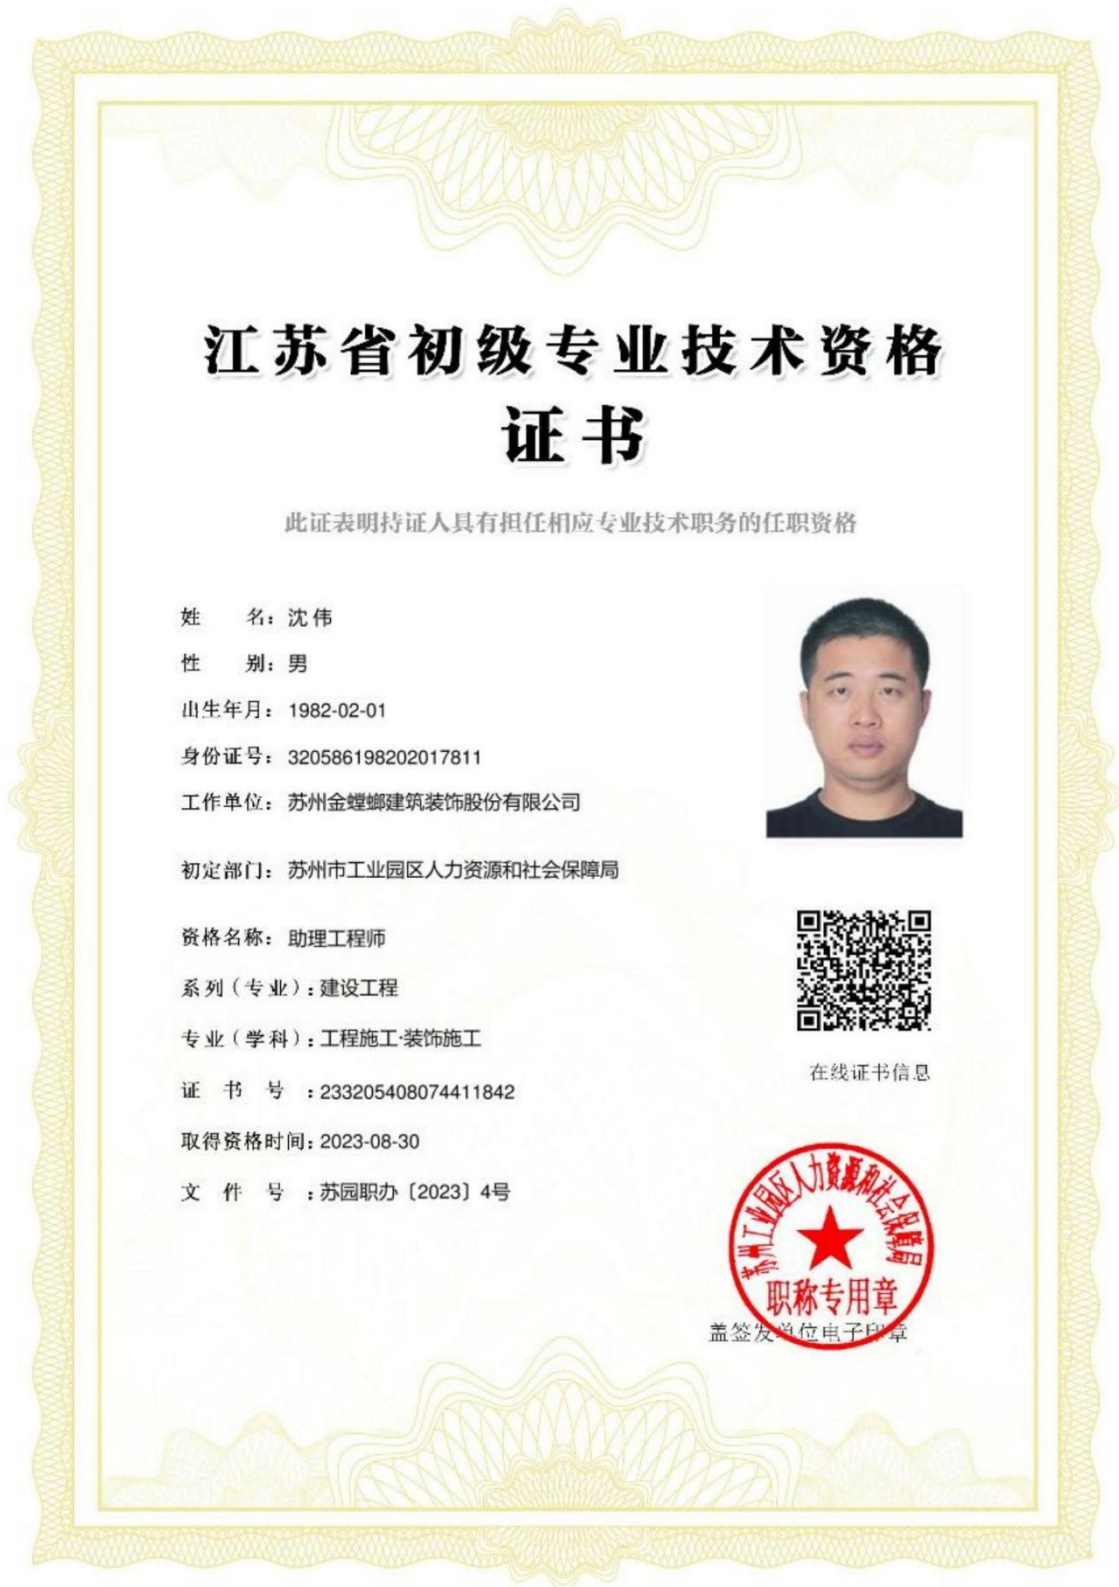 江苏省初级专业技术资格
证书
此证表明持证人具有担任相应专业技术职务的任职资格
姓 名：沈伟
性 别：男
出生年月：1982-02-01
身份证号：320586198202017811
工作单位：苏州金螳螂建筑装饰股份有限公司
初定部门：苏州市工业园区人力资源和社会保障局
资格名称：助理工程师
系列（专业）：建设工程
专业（学科）：工程施工·装饰施工
证 书 号：233205408074411842
取得资格时间：2023-08-30
文 件 号：苏园职办〔2023〕4号
在线证书信息
苏州工业园区人力资源和社会保障局
职称专用章
盖签发单位电子印章